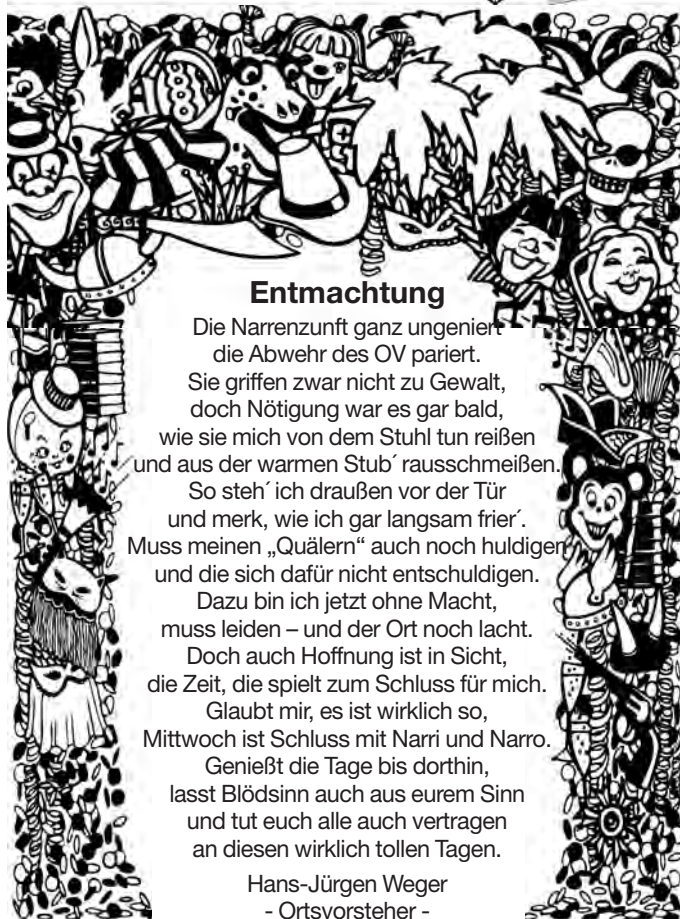 Entmachtung
Die Narrenzunft ganz ungeniert
die Abwehr des OV pariert.
Sie griffen zwar nicht zu Gewalt,
doch Nötigung war es gar bald,
wie sie mich von dem Stuhl tun reißen
und aus der warmen Stub´ rausschmeißen.
So steh´ ich draußen vor der Tür
und merk, wie ich gar langsam frier´.
Muss meinen „Quälern“ auch noch huldigen
und die sich dafür nicht entschuldigen.
Dazu bin ich jetzt ohne Macht,
muss leiden – und der Ort noch lacht.
Doch auch Hoffnung ist in Sicht,
die Zeit, die spielt zum Schluss für mich.
Glaubt mir, es ist wirklich so,
Mittwoch ist Schluss mit Narri und Narro.
Genießt die Tage bis dorthin,
lasst Blödsinn auch aus eurem Sinn
und tut euch alle auch vertragen
an diesen wirklich tollen Tagen.
Hans-Jürgen Weger
- Ortsvorsteher -